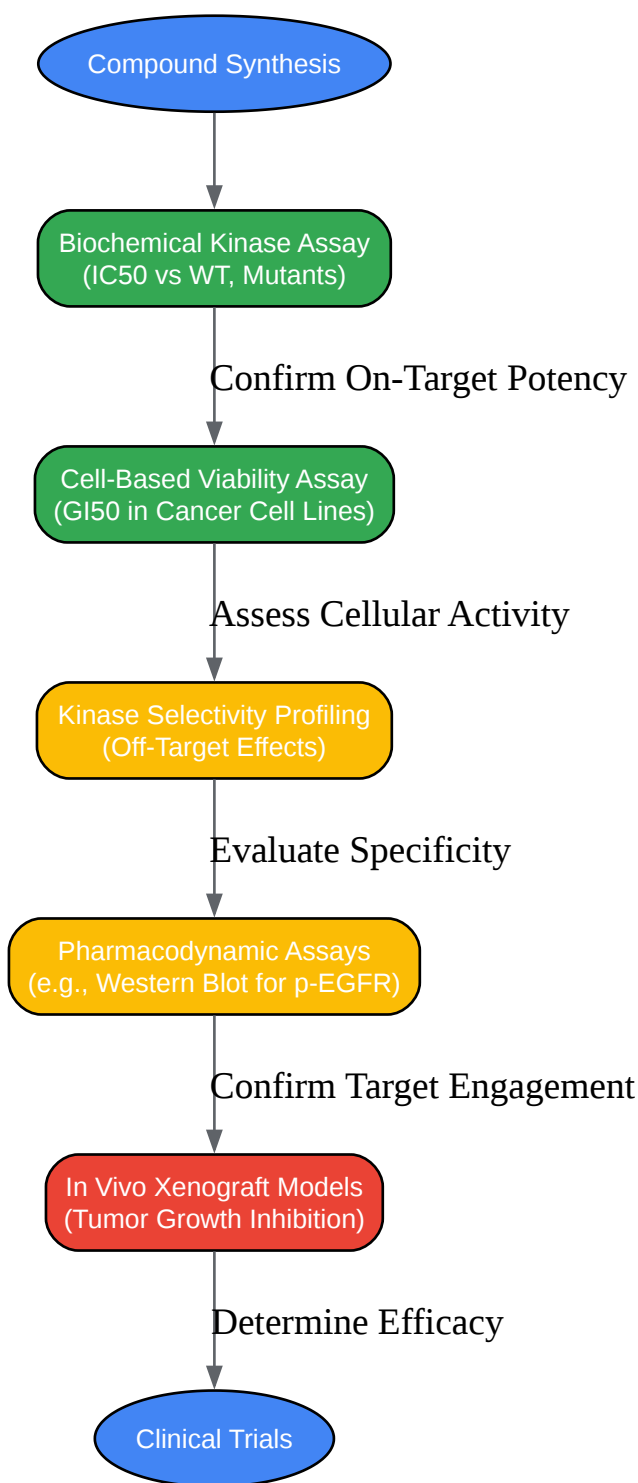 Compound Synthesis
Biochemical Kinase Assay
(IC50 vs WT, Mutants)
Confirm On-Target Potency
Cell-Based Viability Assay
(GI50 in Cancer Cell Lines)
Assess Cellular Activity
Kinase Selectivity Profiling
(Off-Target Effects)
Evaluate Specificity
Pharmacodynamic Assays
(e.g., Western Blot for p-EGFR)
Confirm Target Engagement
In Vivo Xenograft Models
(Tumor Growth Inhibition)
Determine Efficacy
Clinical Trials